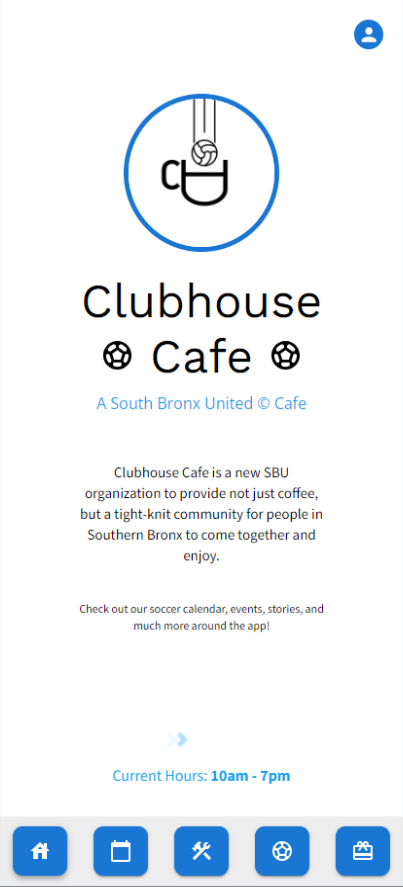 Clubhouse
Cafe
A South Bronx United © Cafe
Clubhouse Cafe is a new SBU
organization to provide not just coffee,
but a tight-knit community for people in
Southern Bronx to come together and
enjoy.
Check out our soccer calendar, events, stories, and
much more around the app!
Current Hours: 10am - 7pm